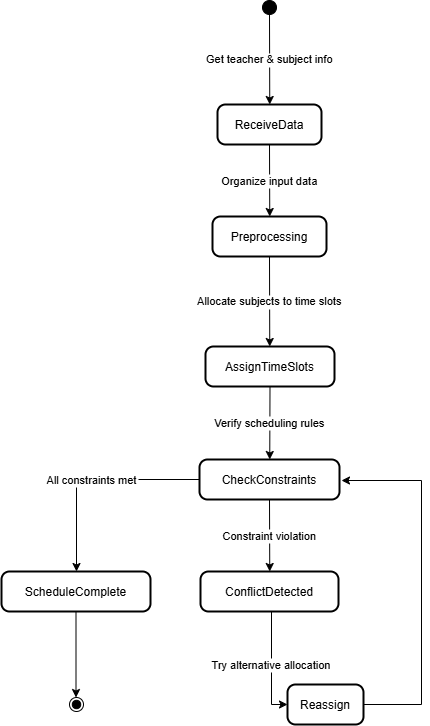 Get teacher & subject info
ReceiveData
Organize input data
Preprocessing
Allocate subjects to time slots
AssignTimeSlots
Verify scheduling rules
All constraints met
CheckConstraints
Constraint violation
ScheduleComplete
ConflictDetected
Try alternative allocation
Reassign